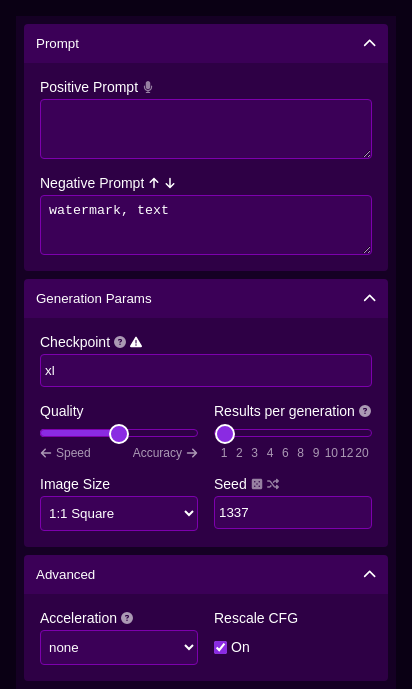 Prompt
Positive Prompt
Negative Prompt
watermark, text
Generation Params
Checkpoint
xl
Quality
Results per generation
Speed Accuracy
1 2 3 4 6 8 9 10 12 20
Image Size
Seed
1:1 Square
1337
Advanced
Acceleration
Rescale CFG
none
On